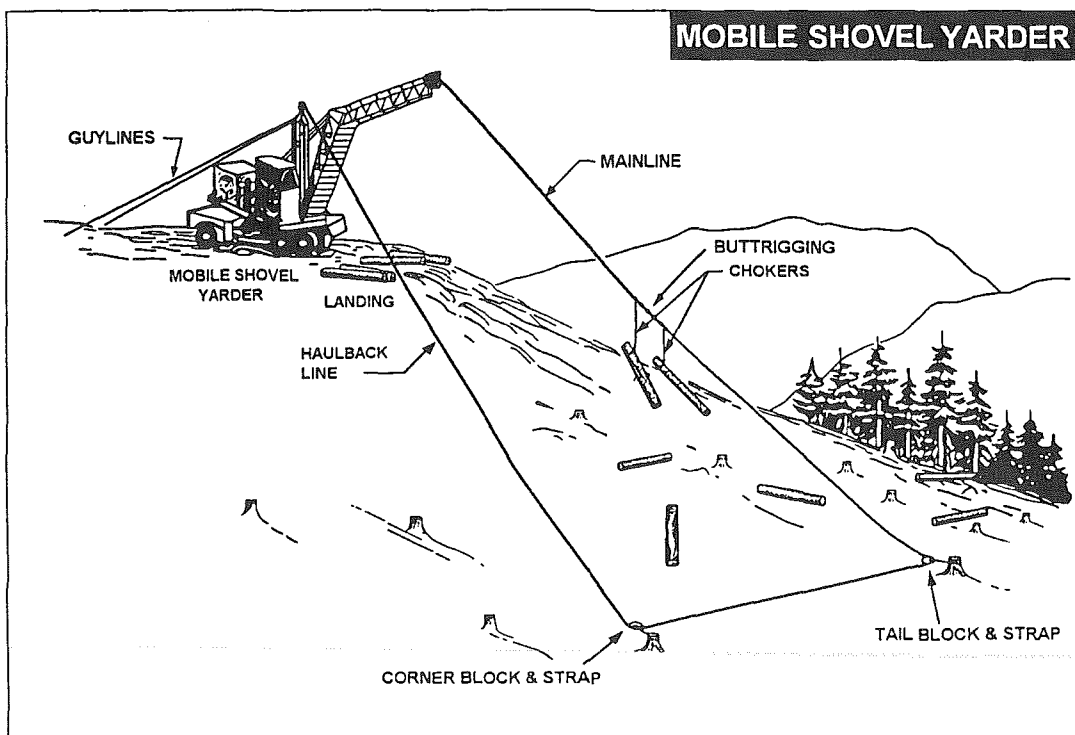 MOBILE SHOVEL YARDER
GUYLINES
MAINLINE
BUTTRIGGING
CHOKERS
MOBILE SHOVEL
YARDER
LANDING
HAULBACK
LINE
TAIL BLOCK & STRAP
CORNER BLOCK & STRAP